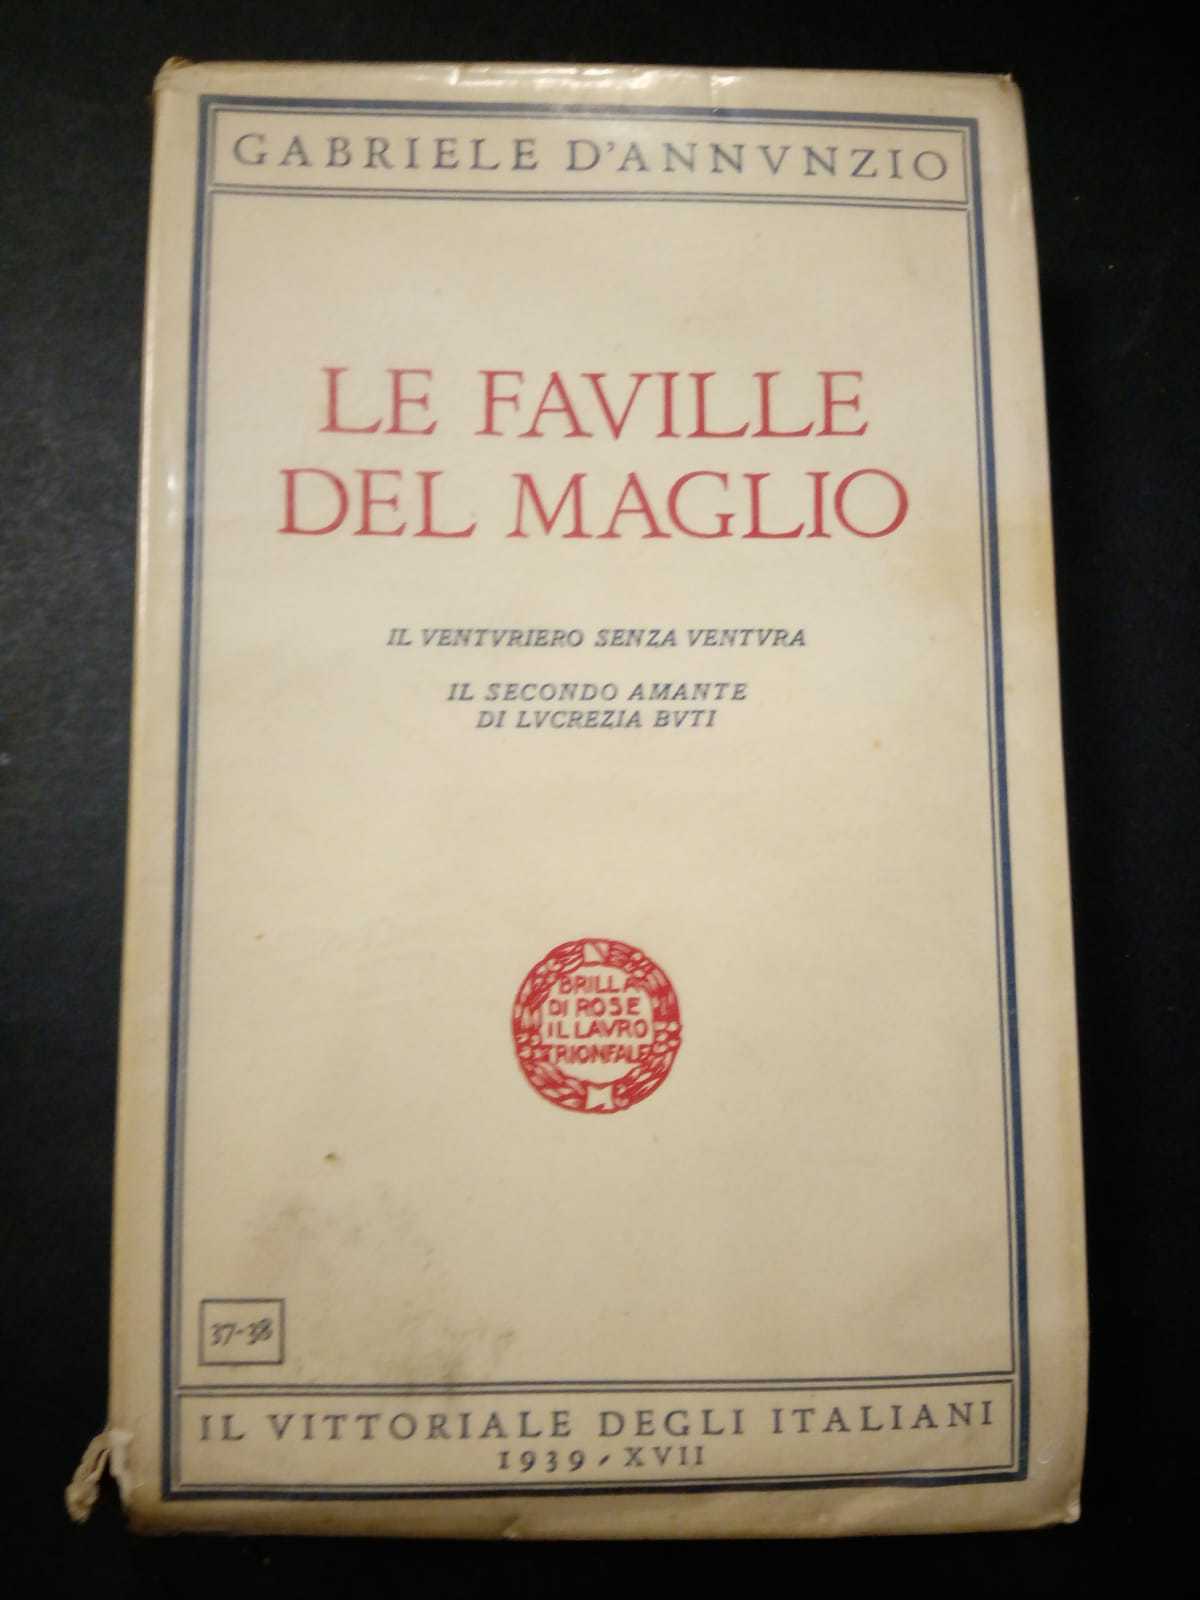 GABRIELE D'ANNVNZIO
LE FAVILLE
DEL MAGLIO
IL VENTVRIERO SENZA VENTVRA
IL SECONDO AMANTE
DI LVCREZIA BVTI
BRILLA
DI ROSE
IL LAVRO
TRIONFALE
37-38
IL VITTORIALE DEGLI ITALIANI
1939 - XVII